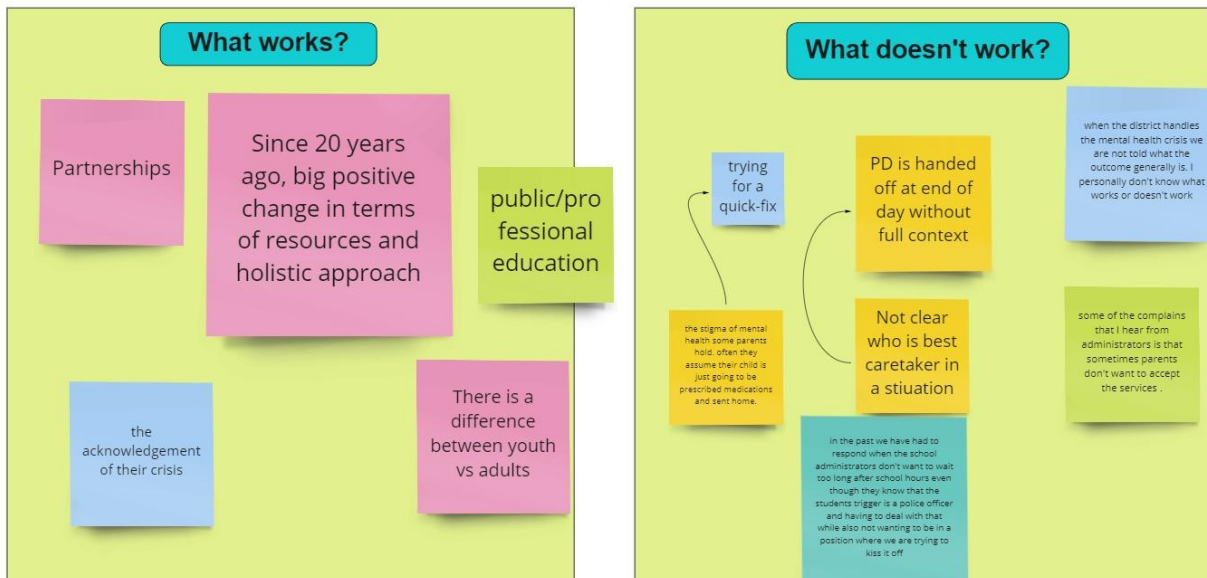 What works?
Partnerships
Since 20 years
ago, big positive
change in terms
of resources and
holistic approach
public/pro
fessional
education
the
acknowledgement
of their crisis
There is a
difference
between youth
vs adults
What doesn't work?
trying
for a
quick-fix
PD is handed
off at end of
day without
full context
when the district handles
the mental health crisis we
are not told what the
outcome generally is. I
personally don't know what
works or doesn't work
the stigma of mental
health some parents
hold. often they
assume their child is
just going to be
prescribed medications
and sent home.
Not clear
who is best
caretaker in
a stiuation
some of the complains
that I hear from
administrators is that
sometimes parents
don't want to accept
the services .
in the past we have had to
respond when the school
administrators don't want to wait
too long after school hours even
though they know that the
students trigger is a police officer
and having to deal with that
while also not wanting to be in a
position where we are trying to
kiss it off